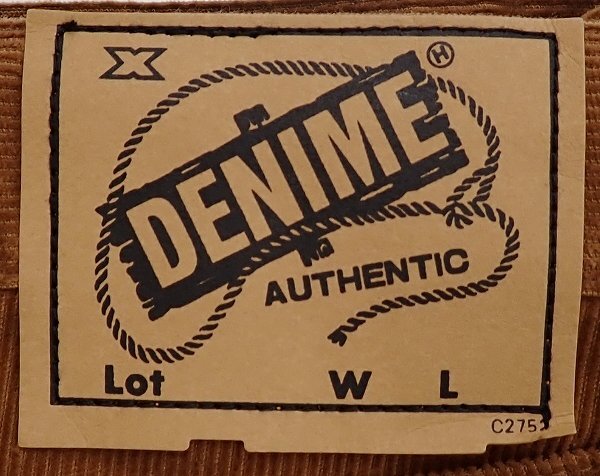 X
Ⓗ
DENIME
AUTHENTIC
Lot W L
C275